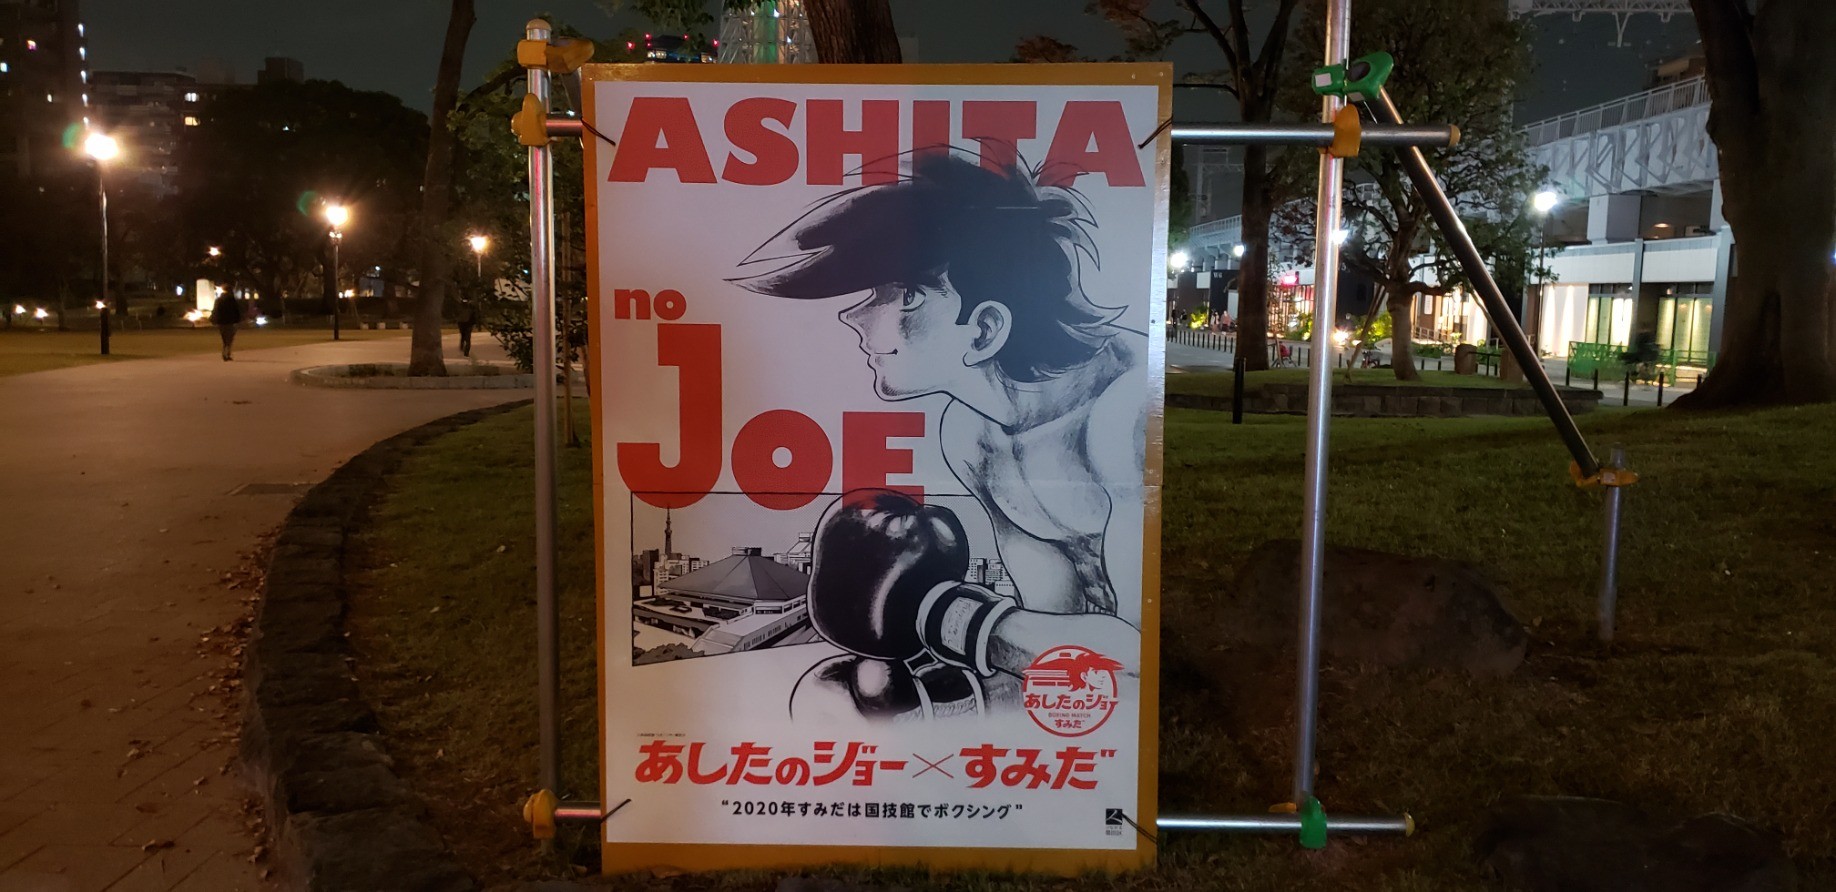 ASHITA
no
JOE
あしたのジョー
BOXING MATCH
すみだ
あしたのジョー×すみだ
“2020年すみだは国技館でボクシング”